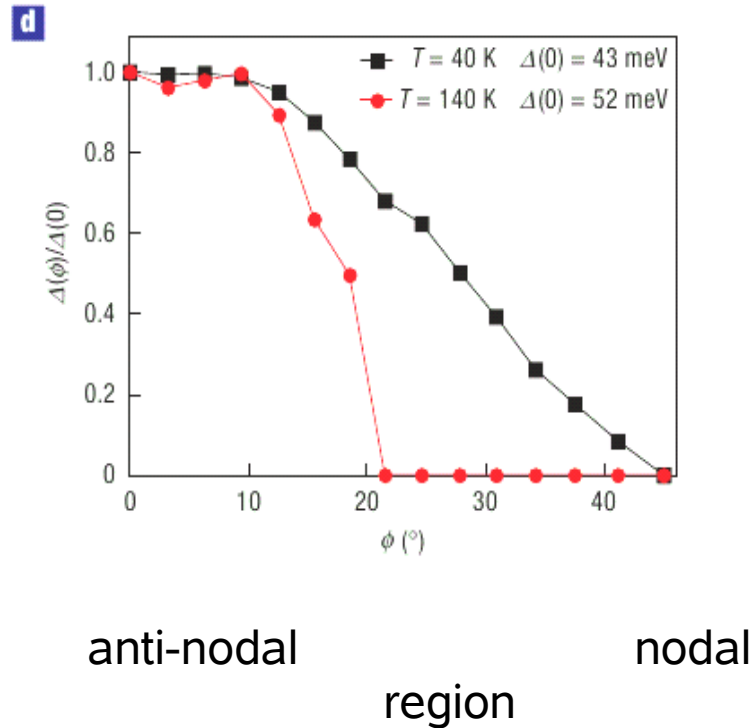 d
T = 40 K Δ(0) = 43 meV
T = 140 K Δ(0) = 52 meV
1.0
0.8
0.6
0.4
0.2
0
Δ(ϕ)/Δ(0)
0 10 20 30 40
ϕ (°)
anti-nodal nodal
region